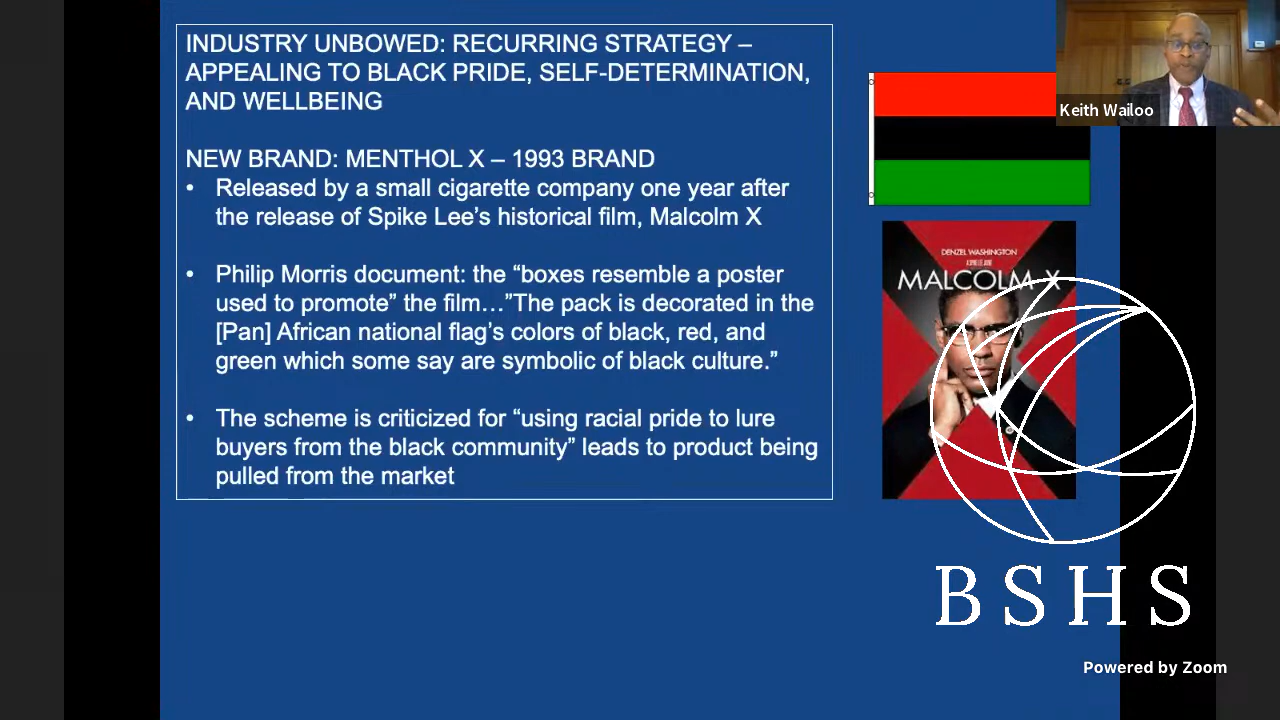 INDUSTRY UNBOWED: RECURRING STRATEGY –
APPEALING TO BLACK PRIDE, SELF-DETERMINATION,
AND WELLBEING
NEW BRAND: MENTHOL X – 1993 BRAND
• Released by a small cigarette company one year after
the release of Spike Lee’s historical film, Malcolm X
• Philip Morris document: the “boxes resemble a poster
used to promote” the film…”The pack is decorated in the
[Pan] African national flag’s colors of black, red, and
green which some say are symbolic of black culture.”
• The scheme is criticized for “using racial pride to lure
buyers from the black community” leads to product being
pulled from the market
Keith Wailoo
DENZEL WASHINGTON
MALCOLM X
BSHS
Powered by Zoom